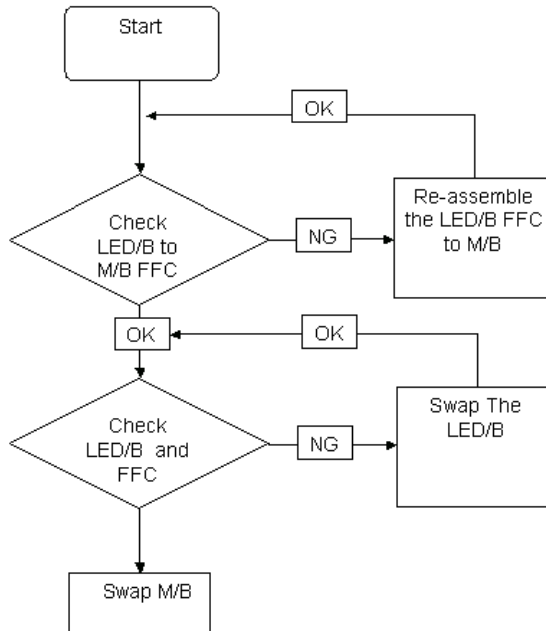 Start
OK
Check
LED/B to
M/B FFC
NG
Re-assemble
the LED/B FFC
to M/B
OK
OK
Check
LED/B and
FFC
NG
Swap The
LED/B
Swap M/B